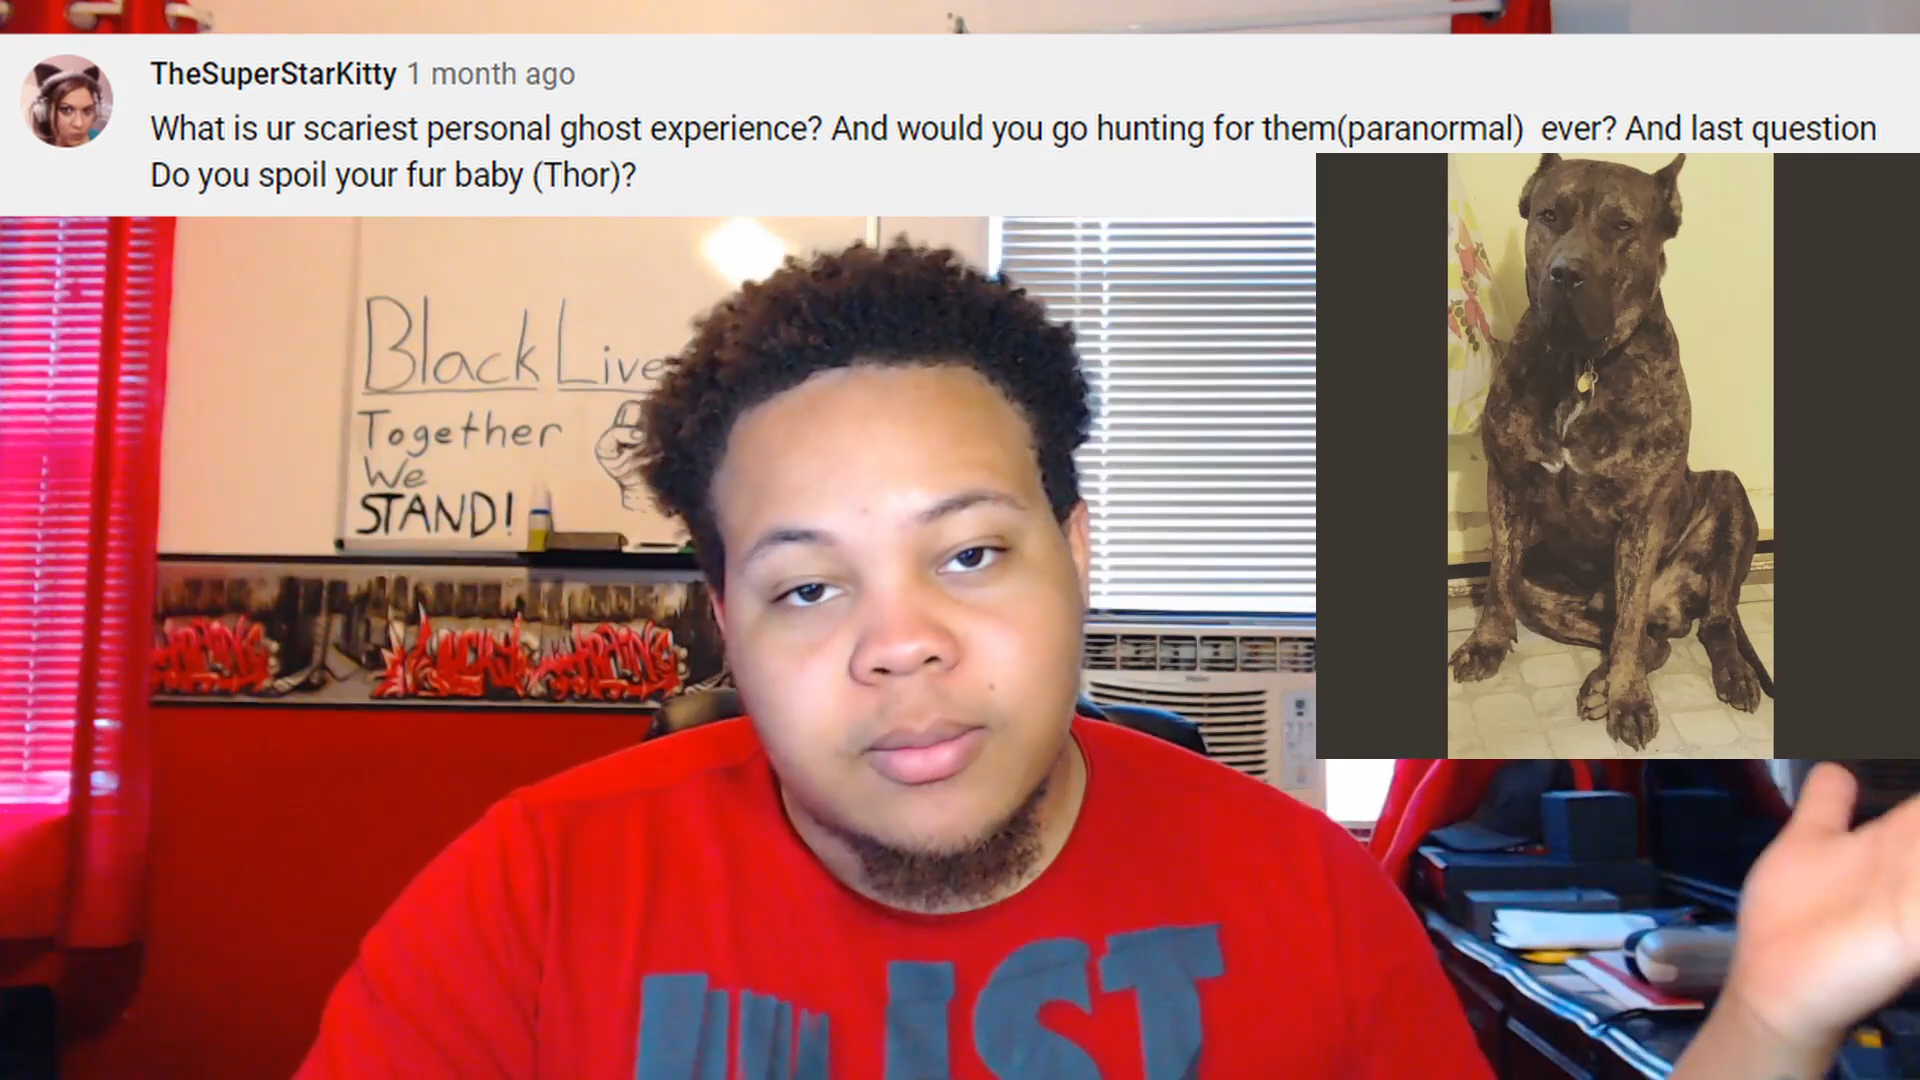 TheSuperStarKitty 1 month ago
What is ur scariest personal ghost experience? And would you go hunting for them(paranormal)  ever? And last question
Do you spoil your fur baby (Thor)?
Black Live
Together
We
STAND!
Haier